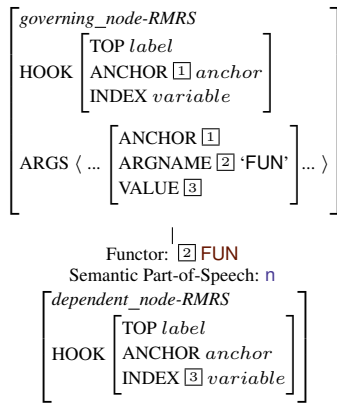 governing_node-RMRS
TOP label
HOOK ANCHOR 1 anchor
INDEX variable
ANCHOR 1
ARGS ⟨ ... ARGNAME 2 ‘FUN’ ... ⟩
VALUE 3
Functor: 2 FUN
Semantic Part-of-Speech: n
dependent_node-RMRS
TOP label
HOOK ANCHOR anchor
INDEX 3 variable